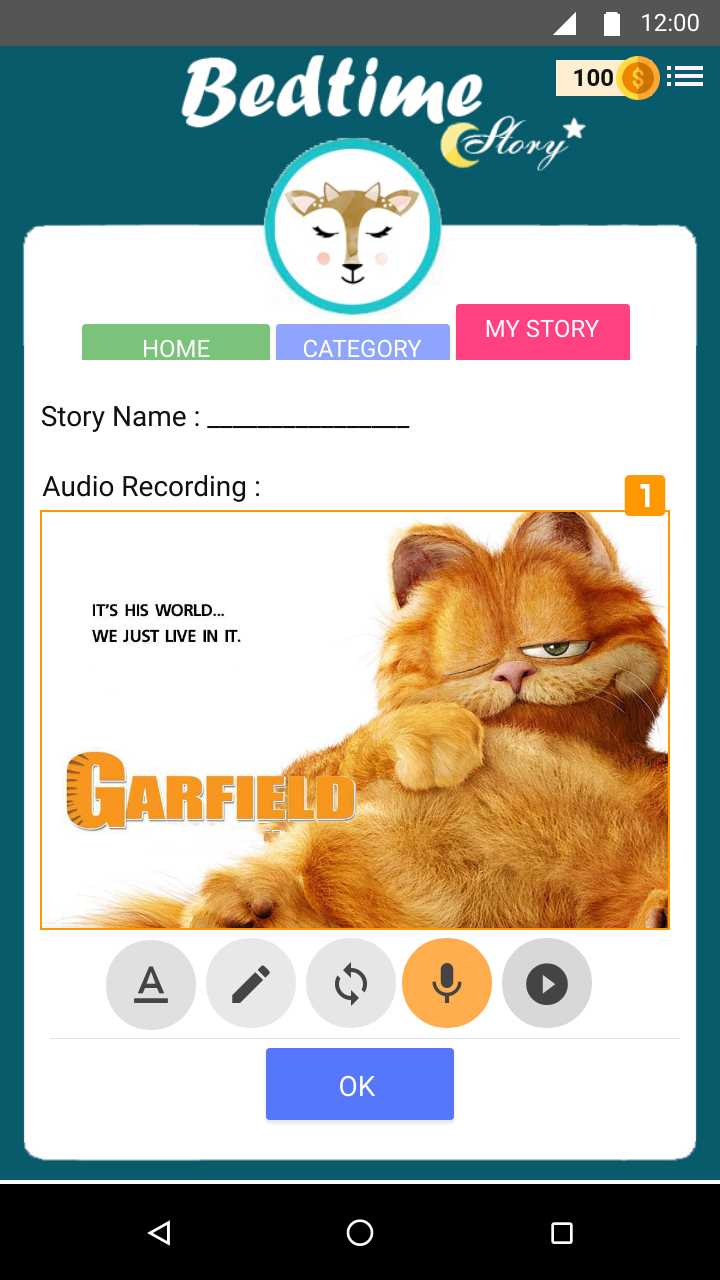 12:00
Bedtime
Story
100 $
HOME
CATEGORY
MY STORY
Story Name : ________________
Audio Recording :
1
IT'S HIS WORLD...
WE JUST LIVE IN IT.
GARFIELD
A
OK